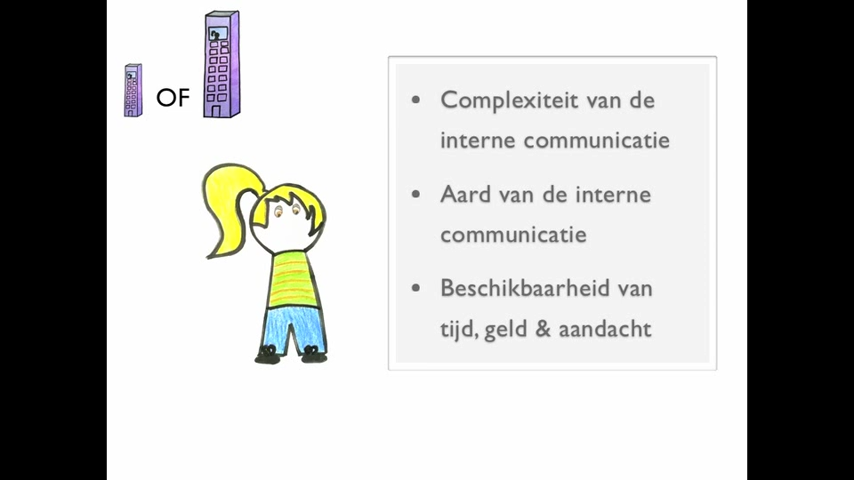 OF
• Complexiteit van de
interne communicatie
• Aard van de interne
communicatie
• Beschikbaarheid van
tijd, geld & aandacht